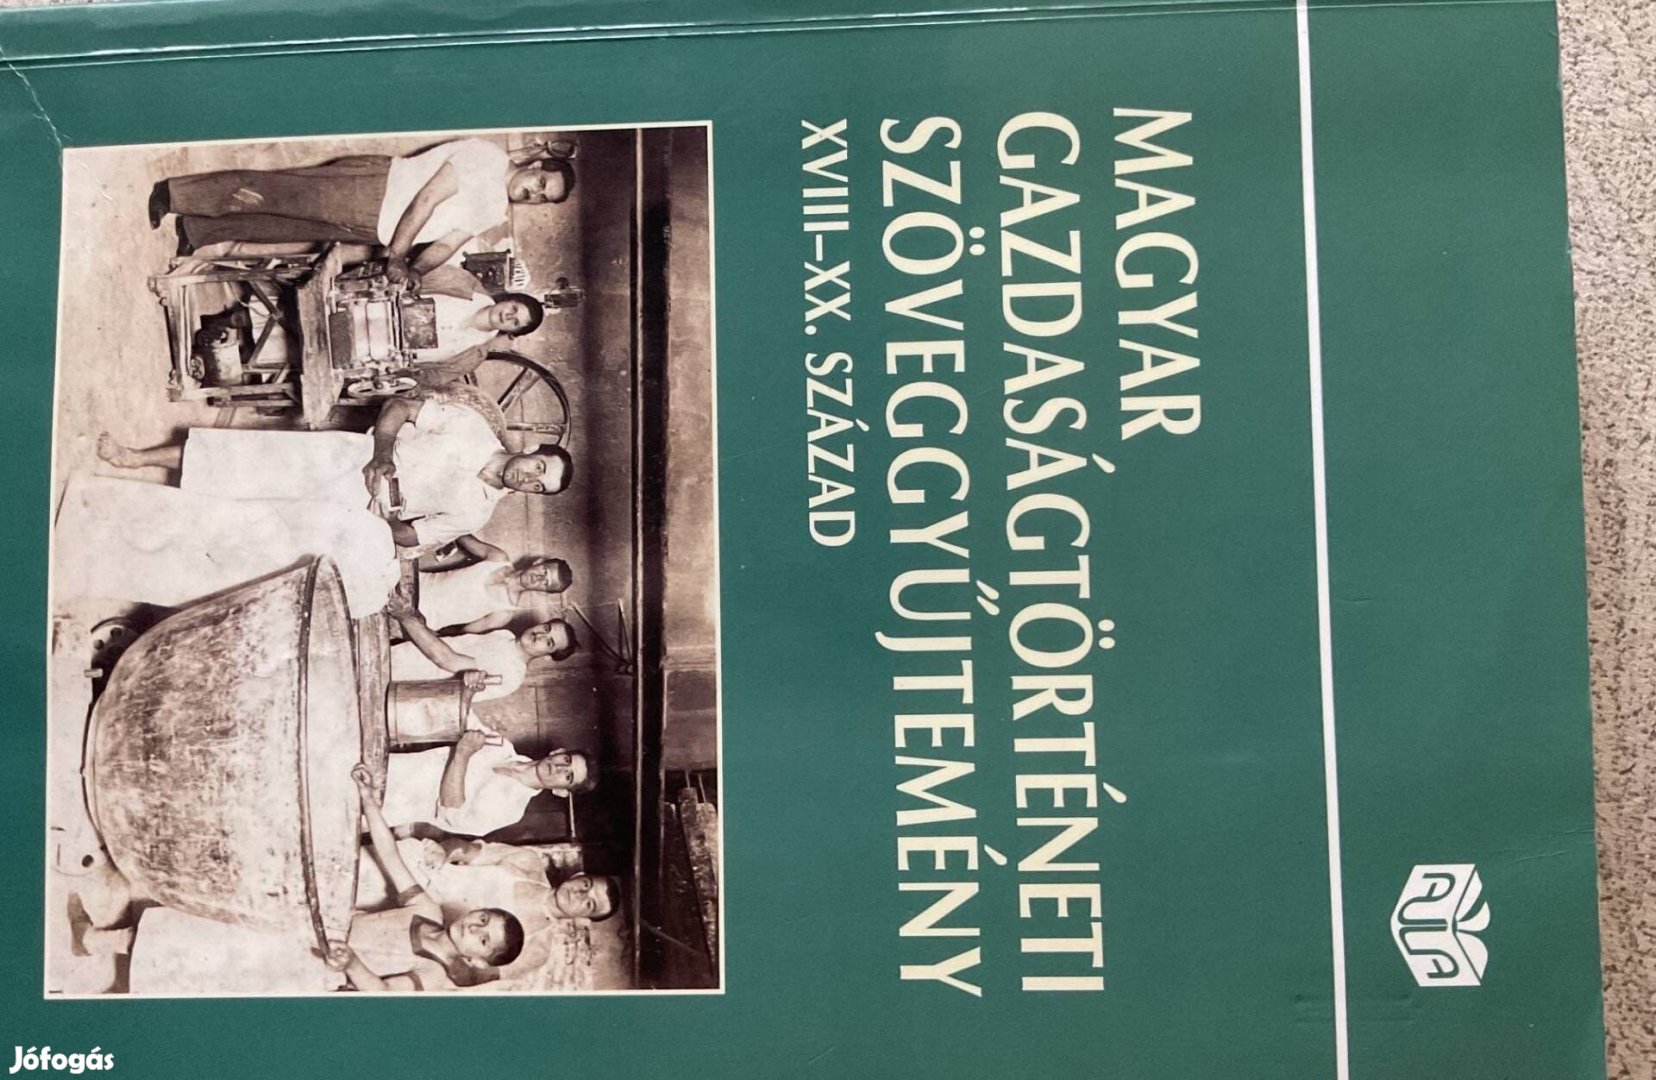 AULA
MAGYAR
GAZDASÁGTÖRTÉNETI
SZÖVEGGYŰJTEMÉNY
XVIII–XX. SZÁZAD
Jófogás